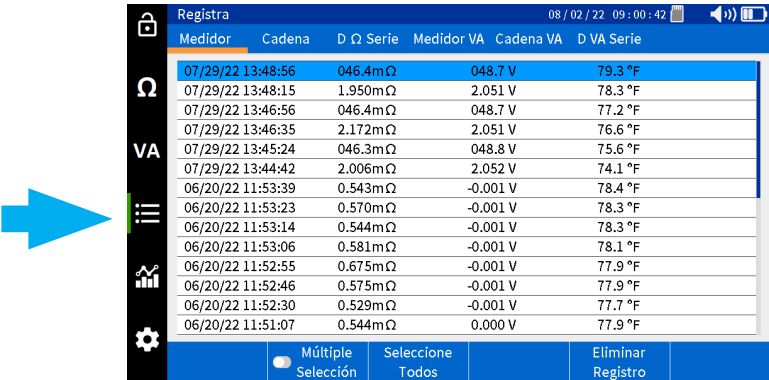 Registra 08/02/22 09:00:42
Medidor Cadena D Ω Serie Medidor VA Cadena VA D VA Serie
07/29/22 13:48:56 046.4mΩ 048.7 V 79.3 °F
07/29/22 13:48:15 1.950mΩ 2.051 V 78.3 °F
07/29/22 13:46:56 046.4mΩ 048.7 V 77.2 °F
07/29/22 13:46:35 2.172mΩ 2.051 V 76.6 °F
07/29/22 13:45:24 046.3mΩ 048.8 V 75.6 °F
07/29/22 13:44:42 2.006mΩ 2.052 V 74.1 °F
06/20/22 11:53:39 0.543mΩ -0.001 V 78.4 °F
06/20/22 11:53:23 0.570mΩ -0.001 V 78.3 °F
06/20/22 11:53:14 0.544mΩ -0.001 V 78.3 °F
06/20/22 11:53:06 0.581mΩ -0.001 V 78.1 °F
06/20/22 11:52:55 0.675mΩ -0.001 V 77.9 °F
06/20/22 11:52:46 0.575mΩ -0.001 V 77.9 °F
06/20/22 11:52:30 0.529mΩ -0.001 V 77.7 °F
06/20/22 11:51:07 0.544mΩ 0.000 V 77.9 °F
Ω
VA
Múltiple Selección
Seleccione Todos
Eliminar Registro